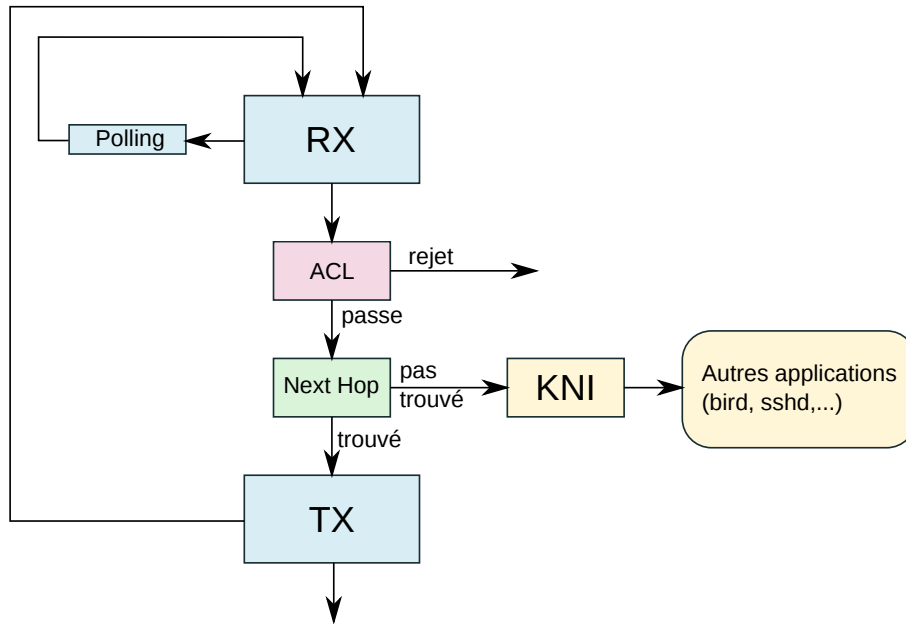 RX
Polling
ACL
rejet
passe
Next Hop
pas
trouvé
KNI
Autres applications
(bird, sshd,...)
trouvé
TX